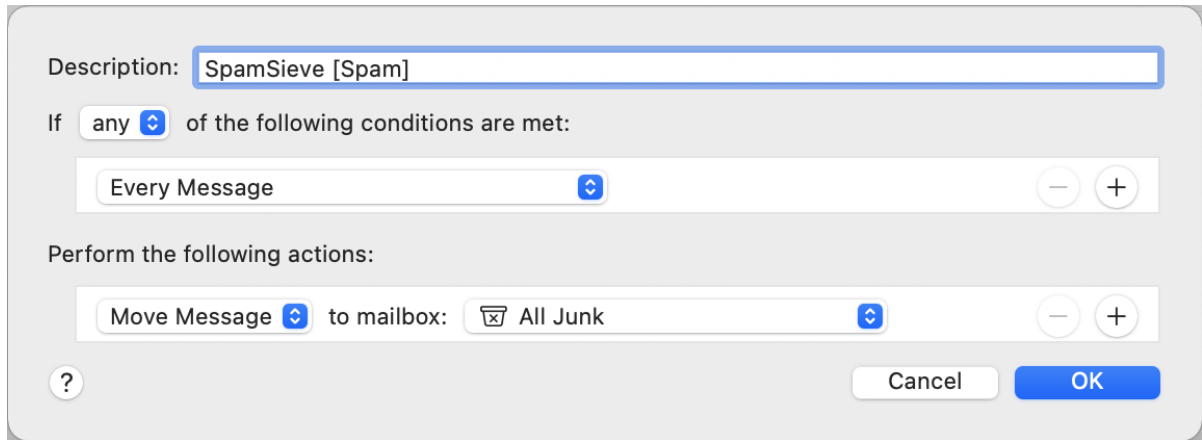 Description: SpamSieve [Spam]
If any of the following conditions are met:
Every Message
Perform the following actions:
Move Message to mailbox: All Junk
? Cancel OK